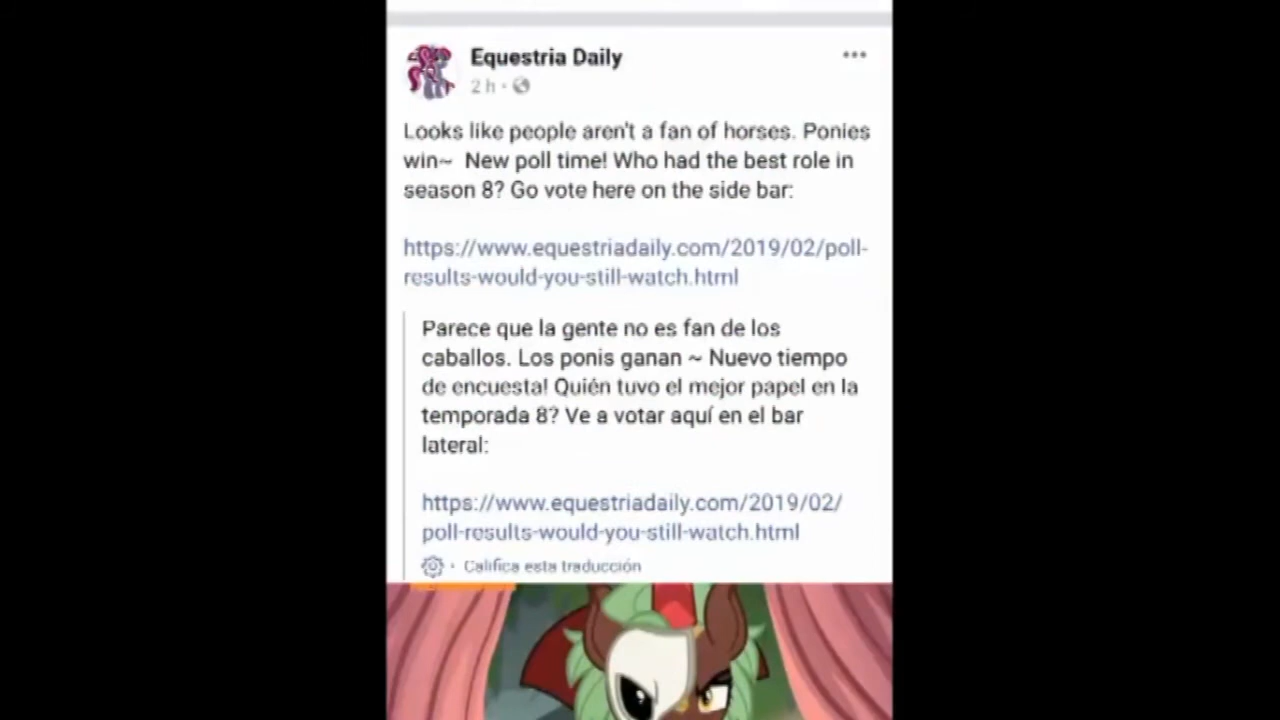 Equestria Daily
2 h ·
Looks like people aren't a fan of horses. Ponies
win~ New poll time! Who had the best role in
season 8? Go vote here on the side bar:
https://www.equestriadaily.com/2019/02/poll-
results-would-you-still-watch.html
Parece que la gente no es fan de los
caballos. Los ponis ganan ~ Nuevo tiempo
de encuesta! Quién tuvo el mejor papel en la
temporada 8? Ve a votar aquí en el bar
lateral:
https://www.equestriadaily.com/2019/02/
poll-results-would-you-still-watch.html
· Califica esta traducción